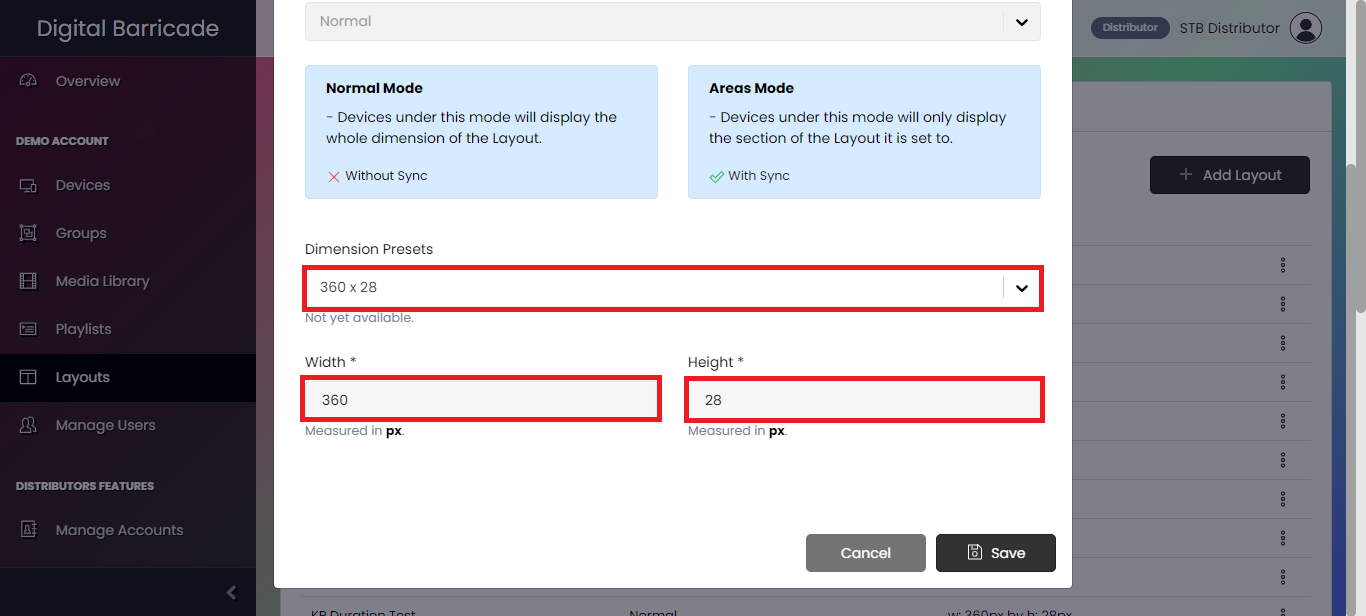 Digital Barricade
Overview
DEMO ACCOUNT
Devices
Groups
Media Library
Playlists
Layouts
Manage Users
DISTRIBUTORS FEATURES
Manage Accounts
Distributor
STB Distributor
Add Layout
Normal
Normal Mode
- Devices under this mode will display the
whole dimension of the Layout.
Without Sync
Areas Mode
- Devices under this mode will only display
the section of the Layout it is set to.
With Sync
Dimension Presets
360 x 28
Not yet available.
Width *
360
Measured in px.
Height *
28
Measured in px.
Cancel
Save
KB Duration Test
Normal
w: 360px by h: 28px